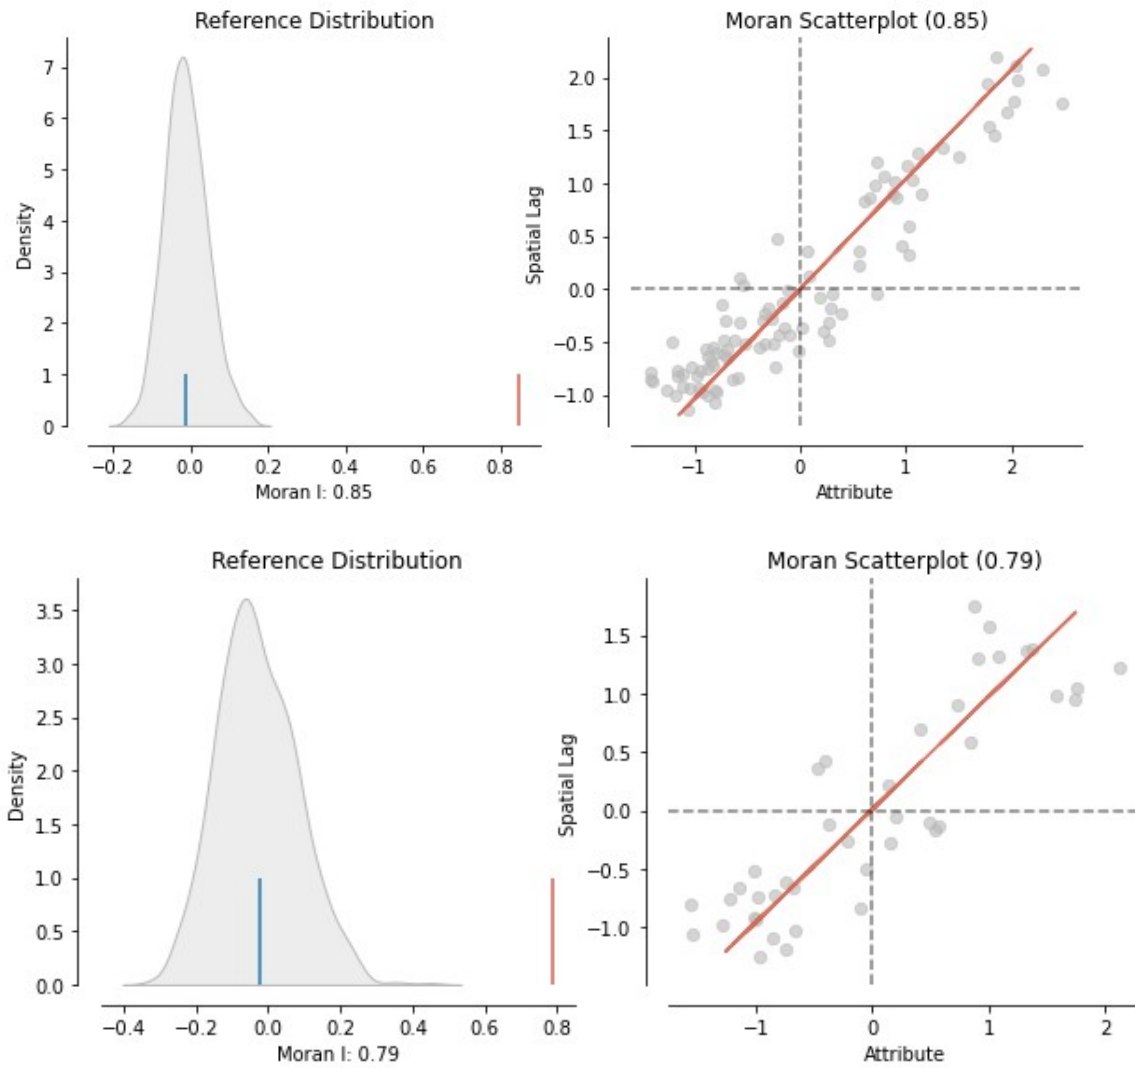 Reference Distribution
Moran Scatterplot (0.85)
7
6
5
4
3
2
1
0
Density
−0.2 0.0 0.2 0.4 0.6 0.8
Moran I: 0.85
2.0
1.5
1.0
0.5
0.0
−0.5
−1.0
Spatial Lag
−1 0 1 2
Attribute
Reference Distribution
Moran Scatterplot (0.79)
3.5
3.0
2.5
2.0
1.5
1.0
0.5
0.0
Density
−0.4 −0.2 0.0 0.2 0.4 0.6 0.8
Moran I: 0.79
1.5
1.0
0.5
0.0
−0.5
−1.0
Spatial Lag
−1 0 1 2
Attribute